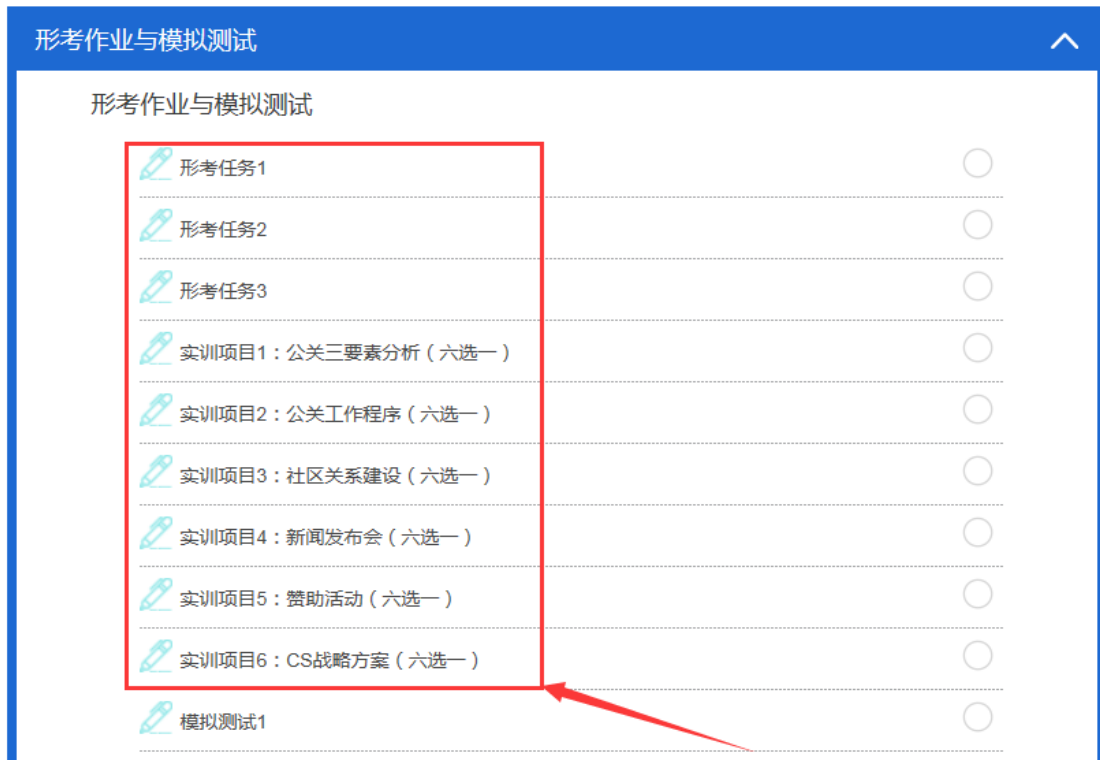 形考作业与模拟测试
形考作业与模拟测试
形考任务1
形考任务2
形考任务3
实训项目1：公关三要素分析（六选一）
实训项目2：公关工作程序（六选一）
实训项目3：社区关系建设（六选一）
实训项目4：新闻发布会（六选一）
实训项目5：赞助活动（六选一）
实训项目6：CS战略方案（六选一）
模拟测试1